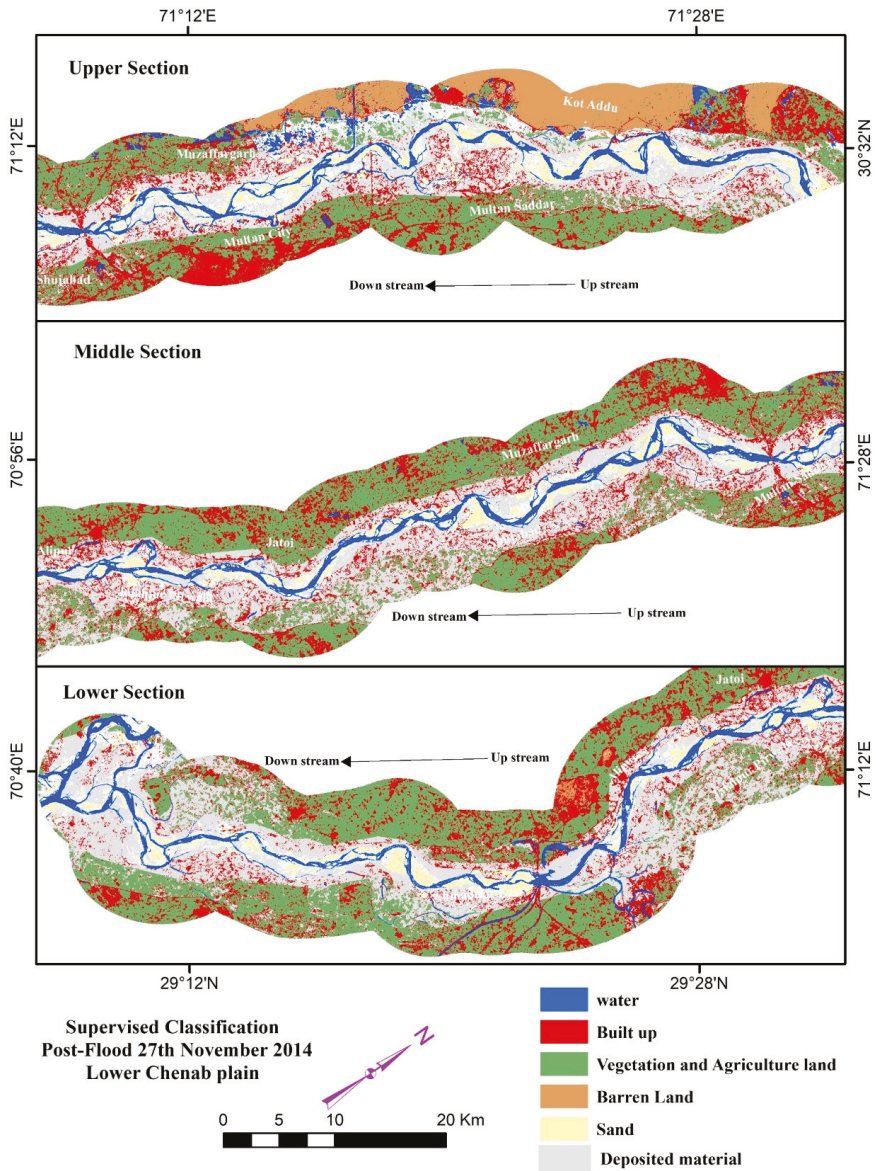 71°12'E
71°28'E
Upper Section
Kot Addu
71°12'E
30°32'N
Muzaffargarh
Multan Saddar
Multan City
Shujabad
Down stream
Up stream
Middle Section
Muzaffargarh
70°56'E
71°28'E
Jatoi
Down stream
Up stream
Lower Section
Jatoi
Down stream
Up stream
70°40'E
71°12'E
29°12'N
29°28'N
water
Built up
Vegetation and Agriculture land
Barren Land
Sand
Deposited material
Supervised Classification
Post-Flood 27th November 2014
Lower Chenab plain
N
0 5 10 20 Km